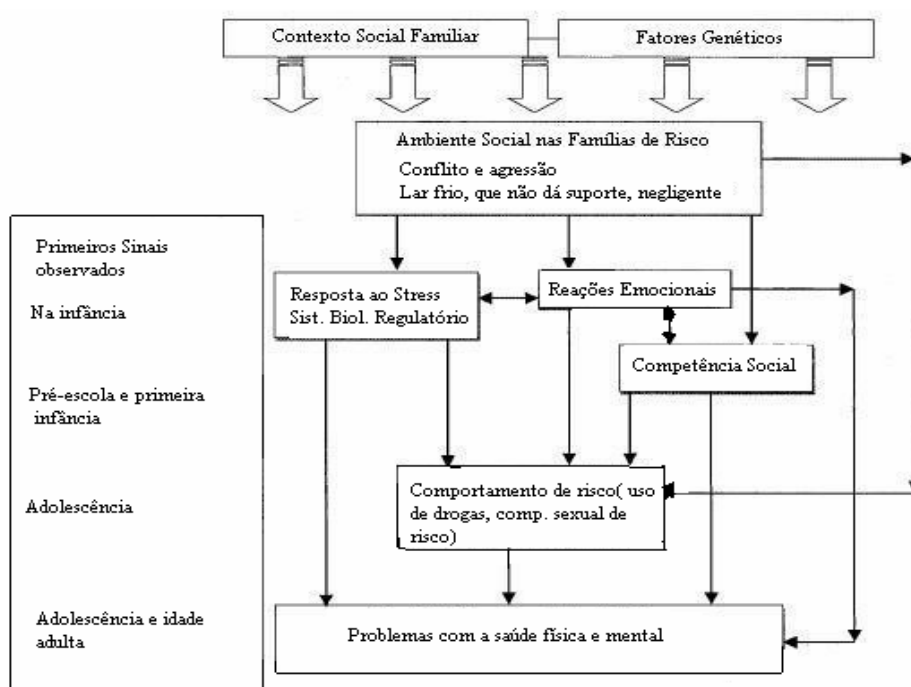 Contexto Social Familiar
Fatores Genéticos
Ambiente Social nas Famílias de Risco
Conflito e agressão
Lar frio, que não dá suporte, negligente
Primeiros Sinais
observados
Na infância
Resposta ao Stress
Sist. Biol. Regulatório
Reações Emocionais
Competência Social
Pré-escola e primeira
infância
Adolescência
Comportamento de risco( uso
de drogas, comp. sexual de
risco)
Adolescência e idade
adulta
Problemas com a saúde física e mental